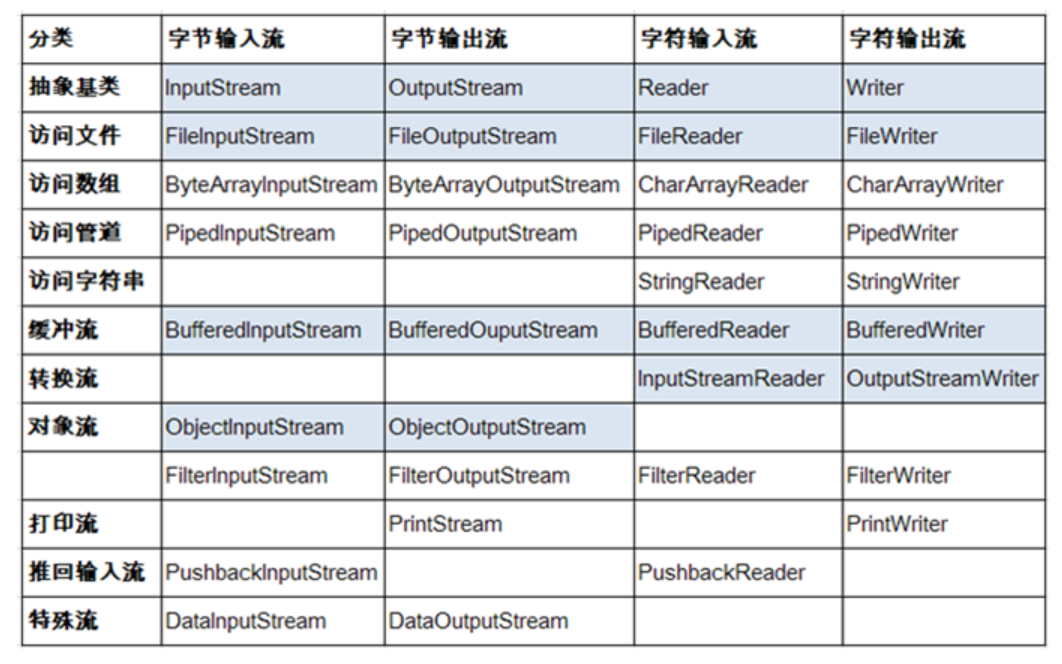 分类 字节输入流 字节输出流 字符输入流 字符输出流
抽象基类 InputStream OutputStream Reader Writer
访问文件 FileInputStream FileOutputStream FileReader FileWriter
访问数组 ByteArrayInputStream ByteArrayOutputStream CharArrayReader CharArrayWriter
访问管道 PipedInputStream PipedOutputStream PipedReader PipedWriter
访问字符串 StringReader StringWriter
缓冲流 BufferedInputStream BufferedOuputStream BufferedReader BufferedWriter
转换流 InputStreamReader OutputStreamWriter
对象流 ObjectInputStream ObjectOutputStream
FilterInputStream FilterOutputStream FilterReader FilterWriter
打印流 PrintStream PrintWriter
推回输入流 PushbackInputStream PushbackReader
特殊流 DataInputStream DataOutputStream